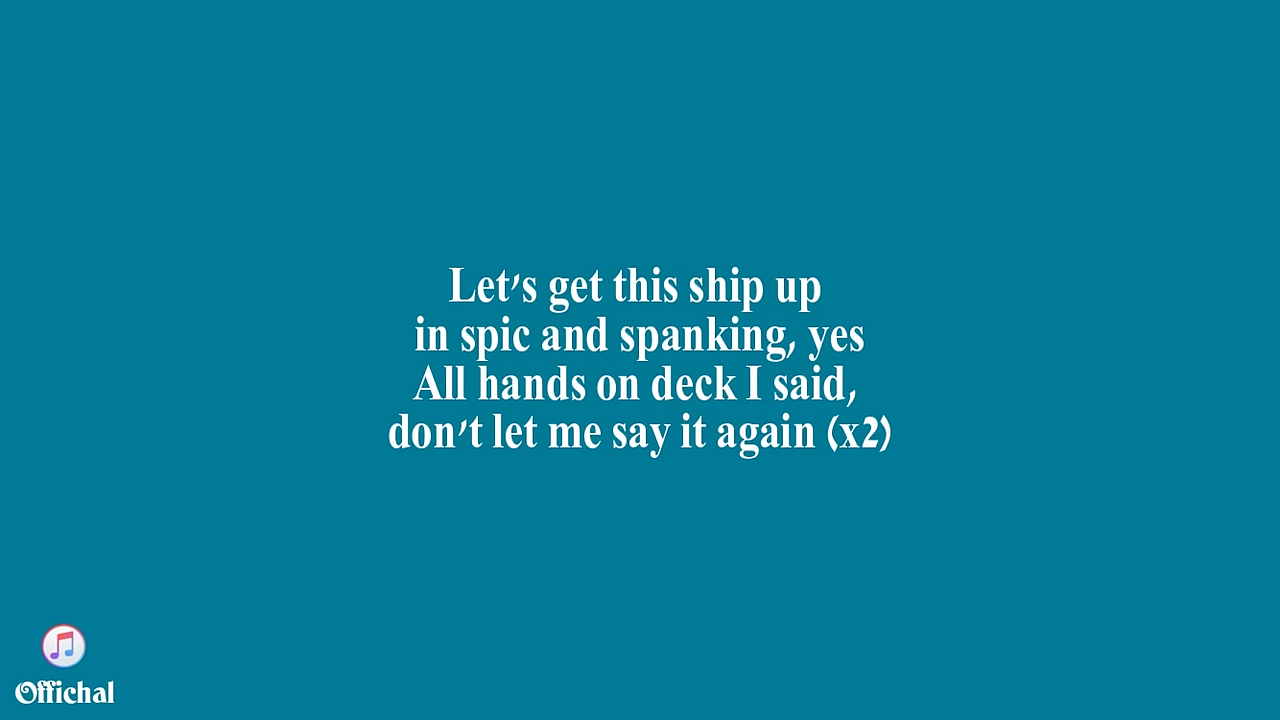 Let's get this ship up
in spic and spanking, yes
All hands on deck I said,
don't let me say it again (x2)
Offichal